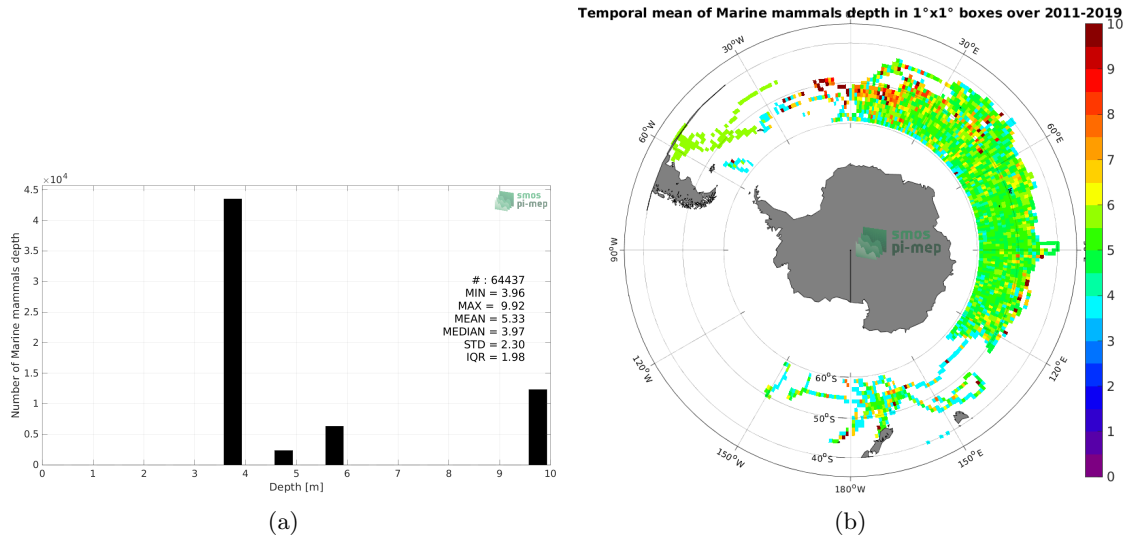 Temporal mean of Marine mammals depth in 1°x1° boxes over 2011-2019
×10⁴
4.5
4
3.5
3
2.5
2
1.5
1
0.5
0
Number of Marine mammals depth
smos
pi-mep
# : 64437
MIN = 3.96
MAX = 9.92
MEAN = 5.33
MEDIAN = 3.97
STD = 2.30
IQR = 1.98
0 1 2 3 4 5 6 7 8 9 10
Depth [m]
(a)
30°W
30°E
60°W
60°E
90°W
smos
pi-mep
120°W
120°E
150°W
150°E
180°W
60°S
50°S
40°S
10
9
8
7
6
5
4
3
2
1
0
(b)